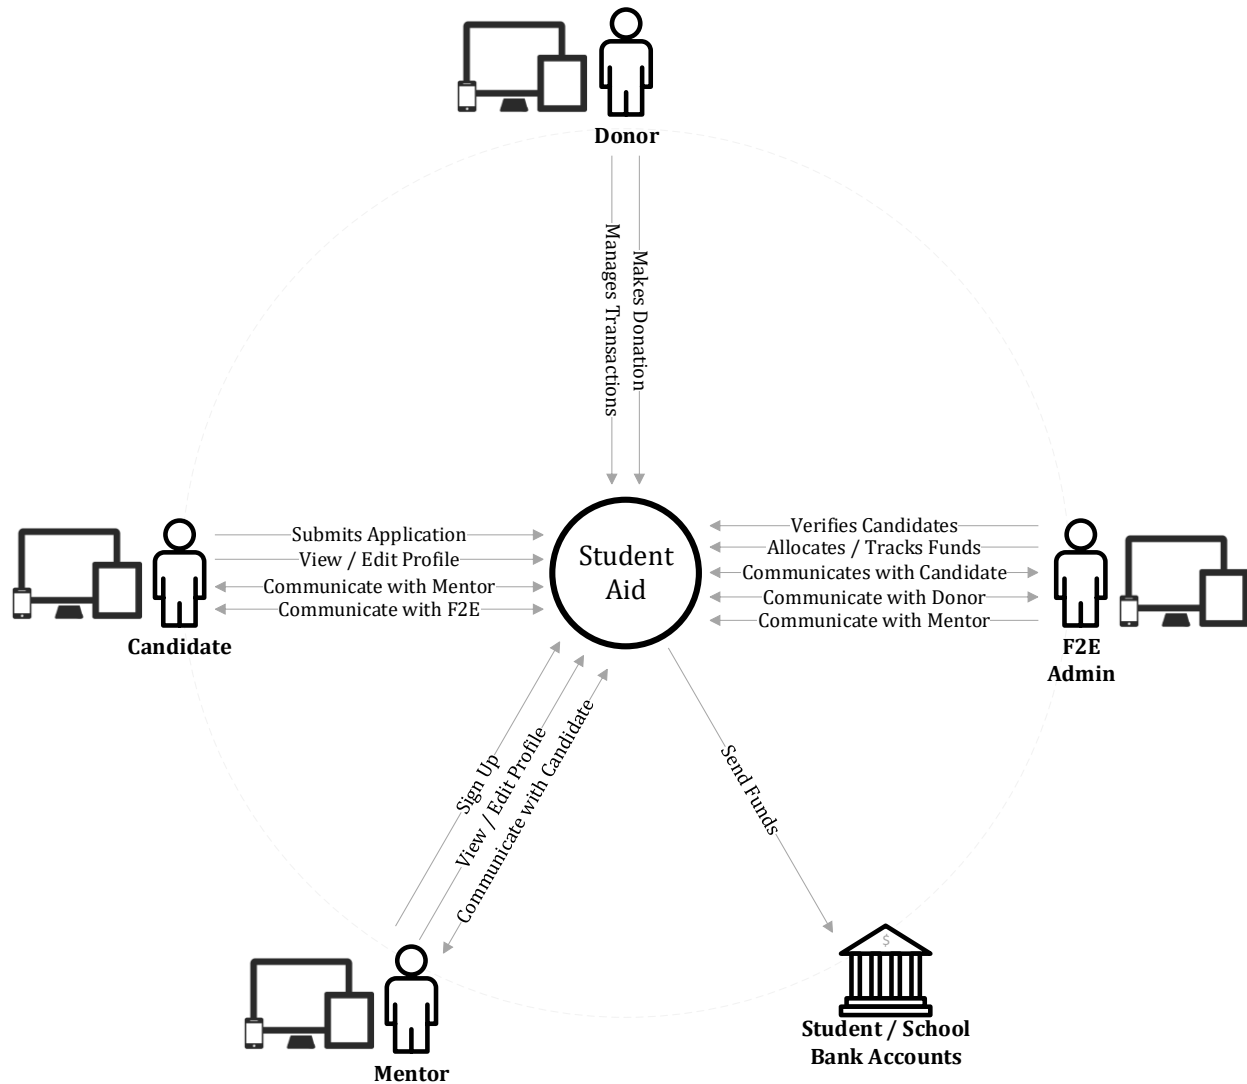 Donor
Manages Transactions
Makes Donation
Submits Application
View / Edit Profile
Communicate with Mentor
Communicate with F2E
Candidate
Student
Aid
Verifies Candidates
Allocates / Tracks Funds
Communicates with Candidate
Communicate with Donor
Communicate with Mentor
F2E
Admin
Sign Up
View / Edit Profile
Communicate with Candidate
Send Funds
Mentor
$
Student / School
Bank Accounts